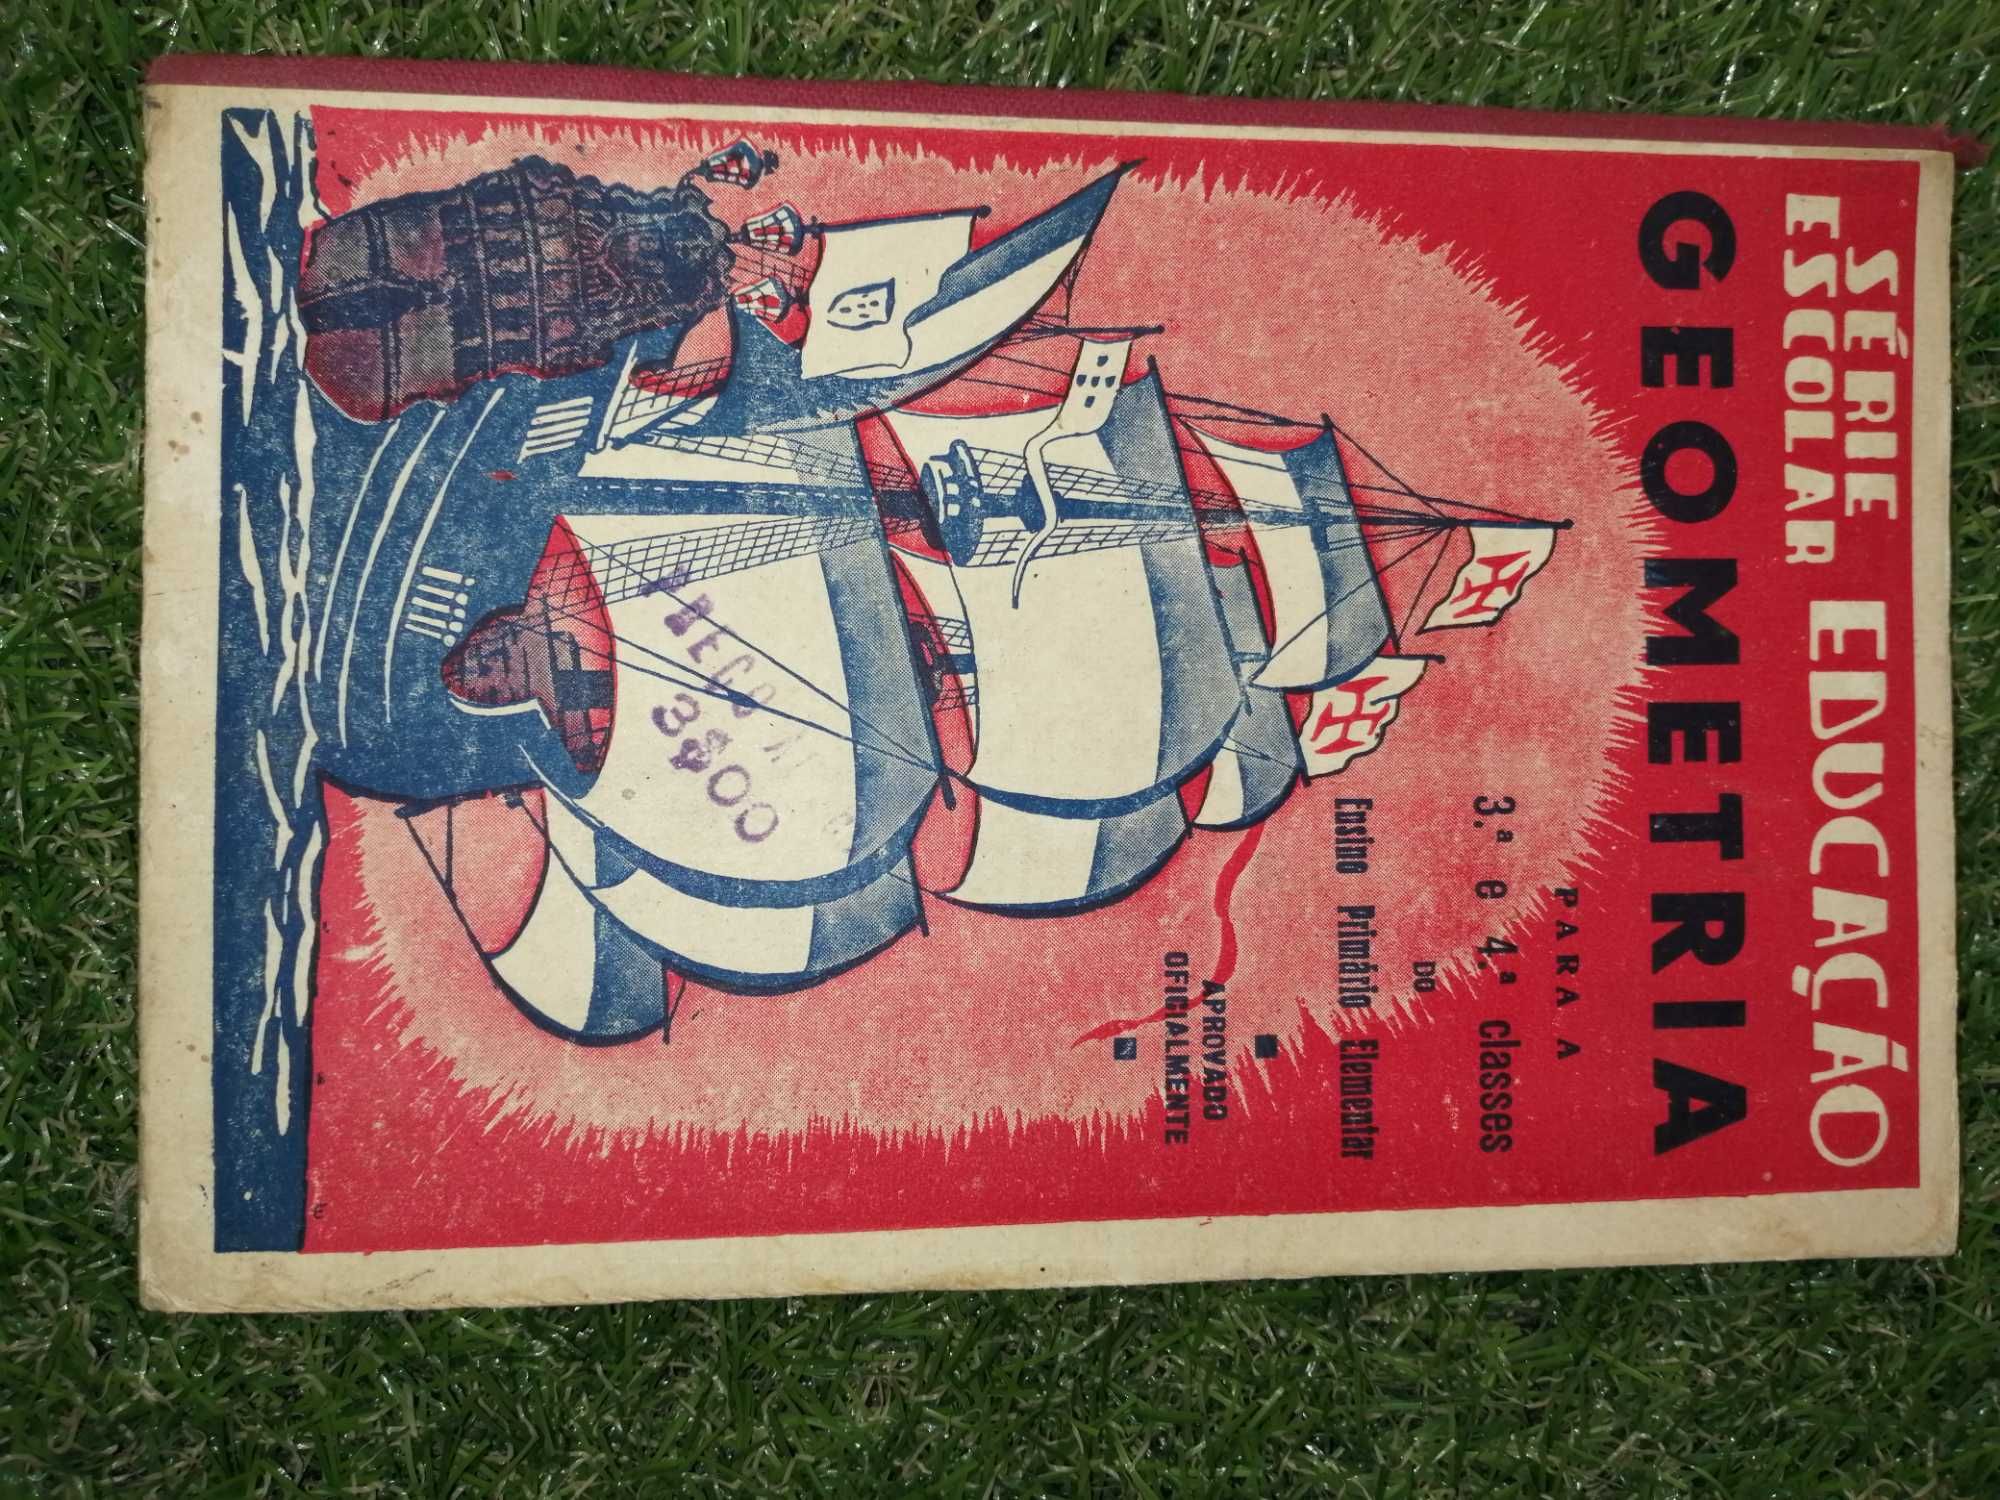 SÉRIE
ESCOLAR EDUCAÇÃO
GEOMETRIA
PARA A
3.ª e 4.ª classes
DO
Ensino Primário Elementar
APROVADO
OFICIALMENTE
3$00